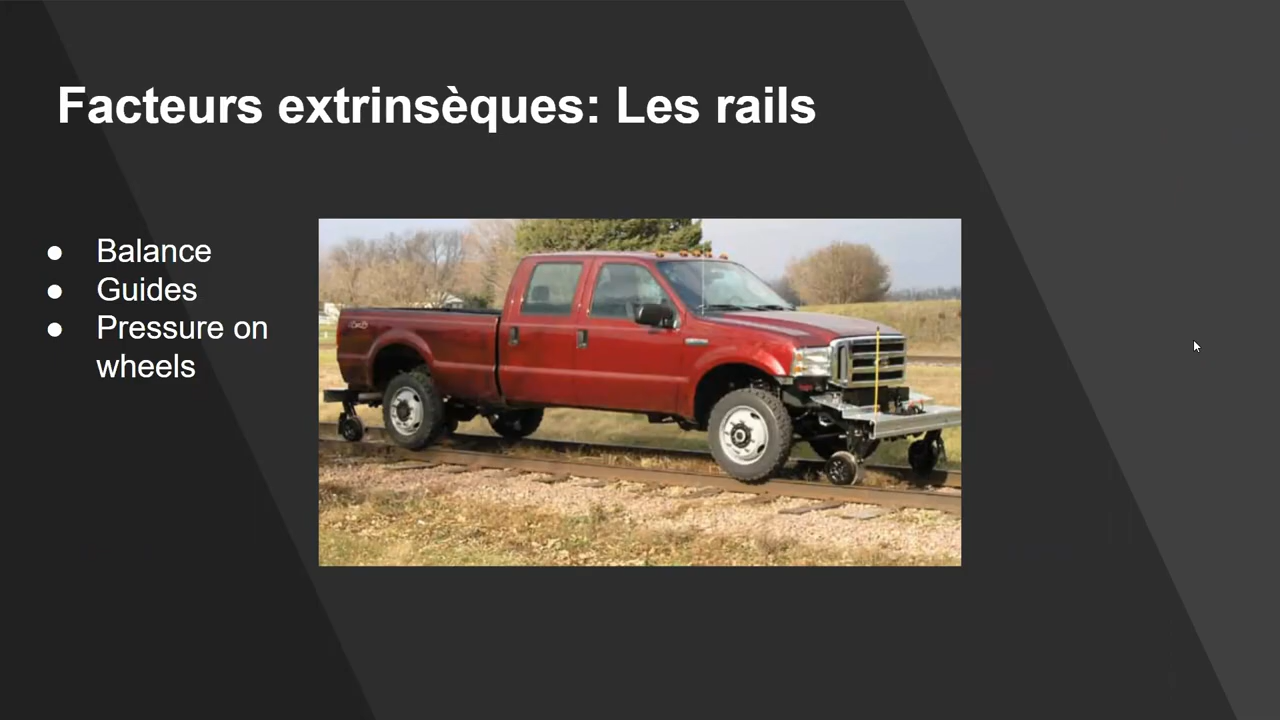 Facteurs extrinsèques: Les rails
● Balance
● Guides
● Pressure on
wheels